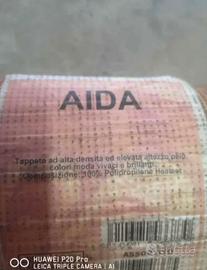 AIDA
Tappeto ad alta densità ed elevata altezza pelo
colori moda vivaci e brillanti
Composizione: 100% Polipropilene Heatset
HUAWEI P20 Pro
LEICA TRIPLE CAMERA | AI